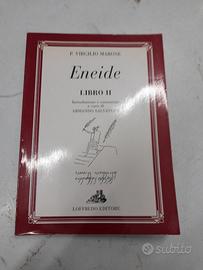 P. VIRGILIO MARONE
Eneide
LIBRO II
Introduzione e commento
a cura di
ARMANDO SALVATORE
LOFFREDO EDITORE
subito